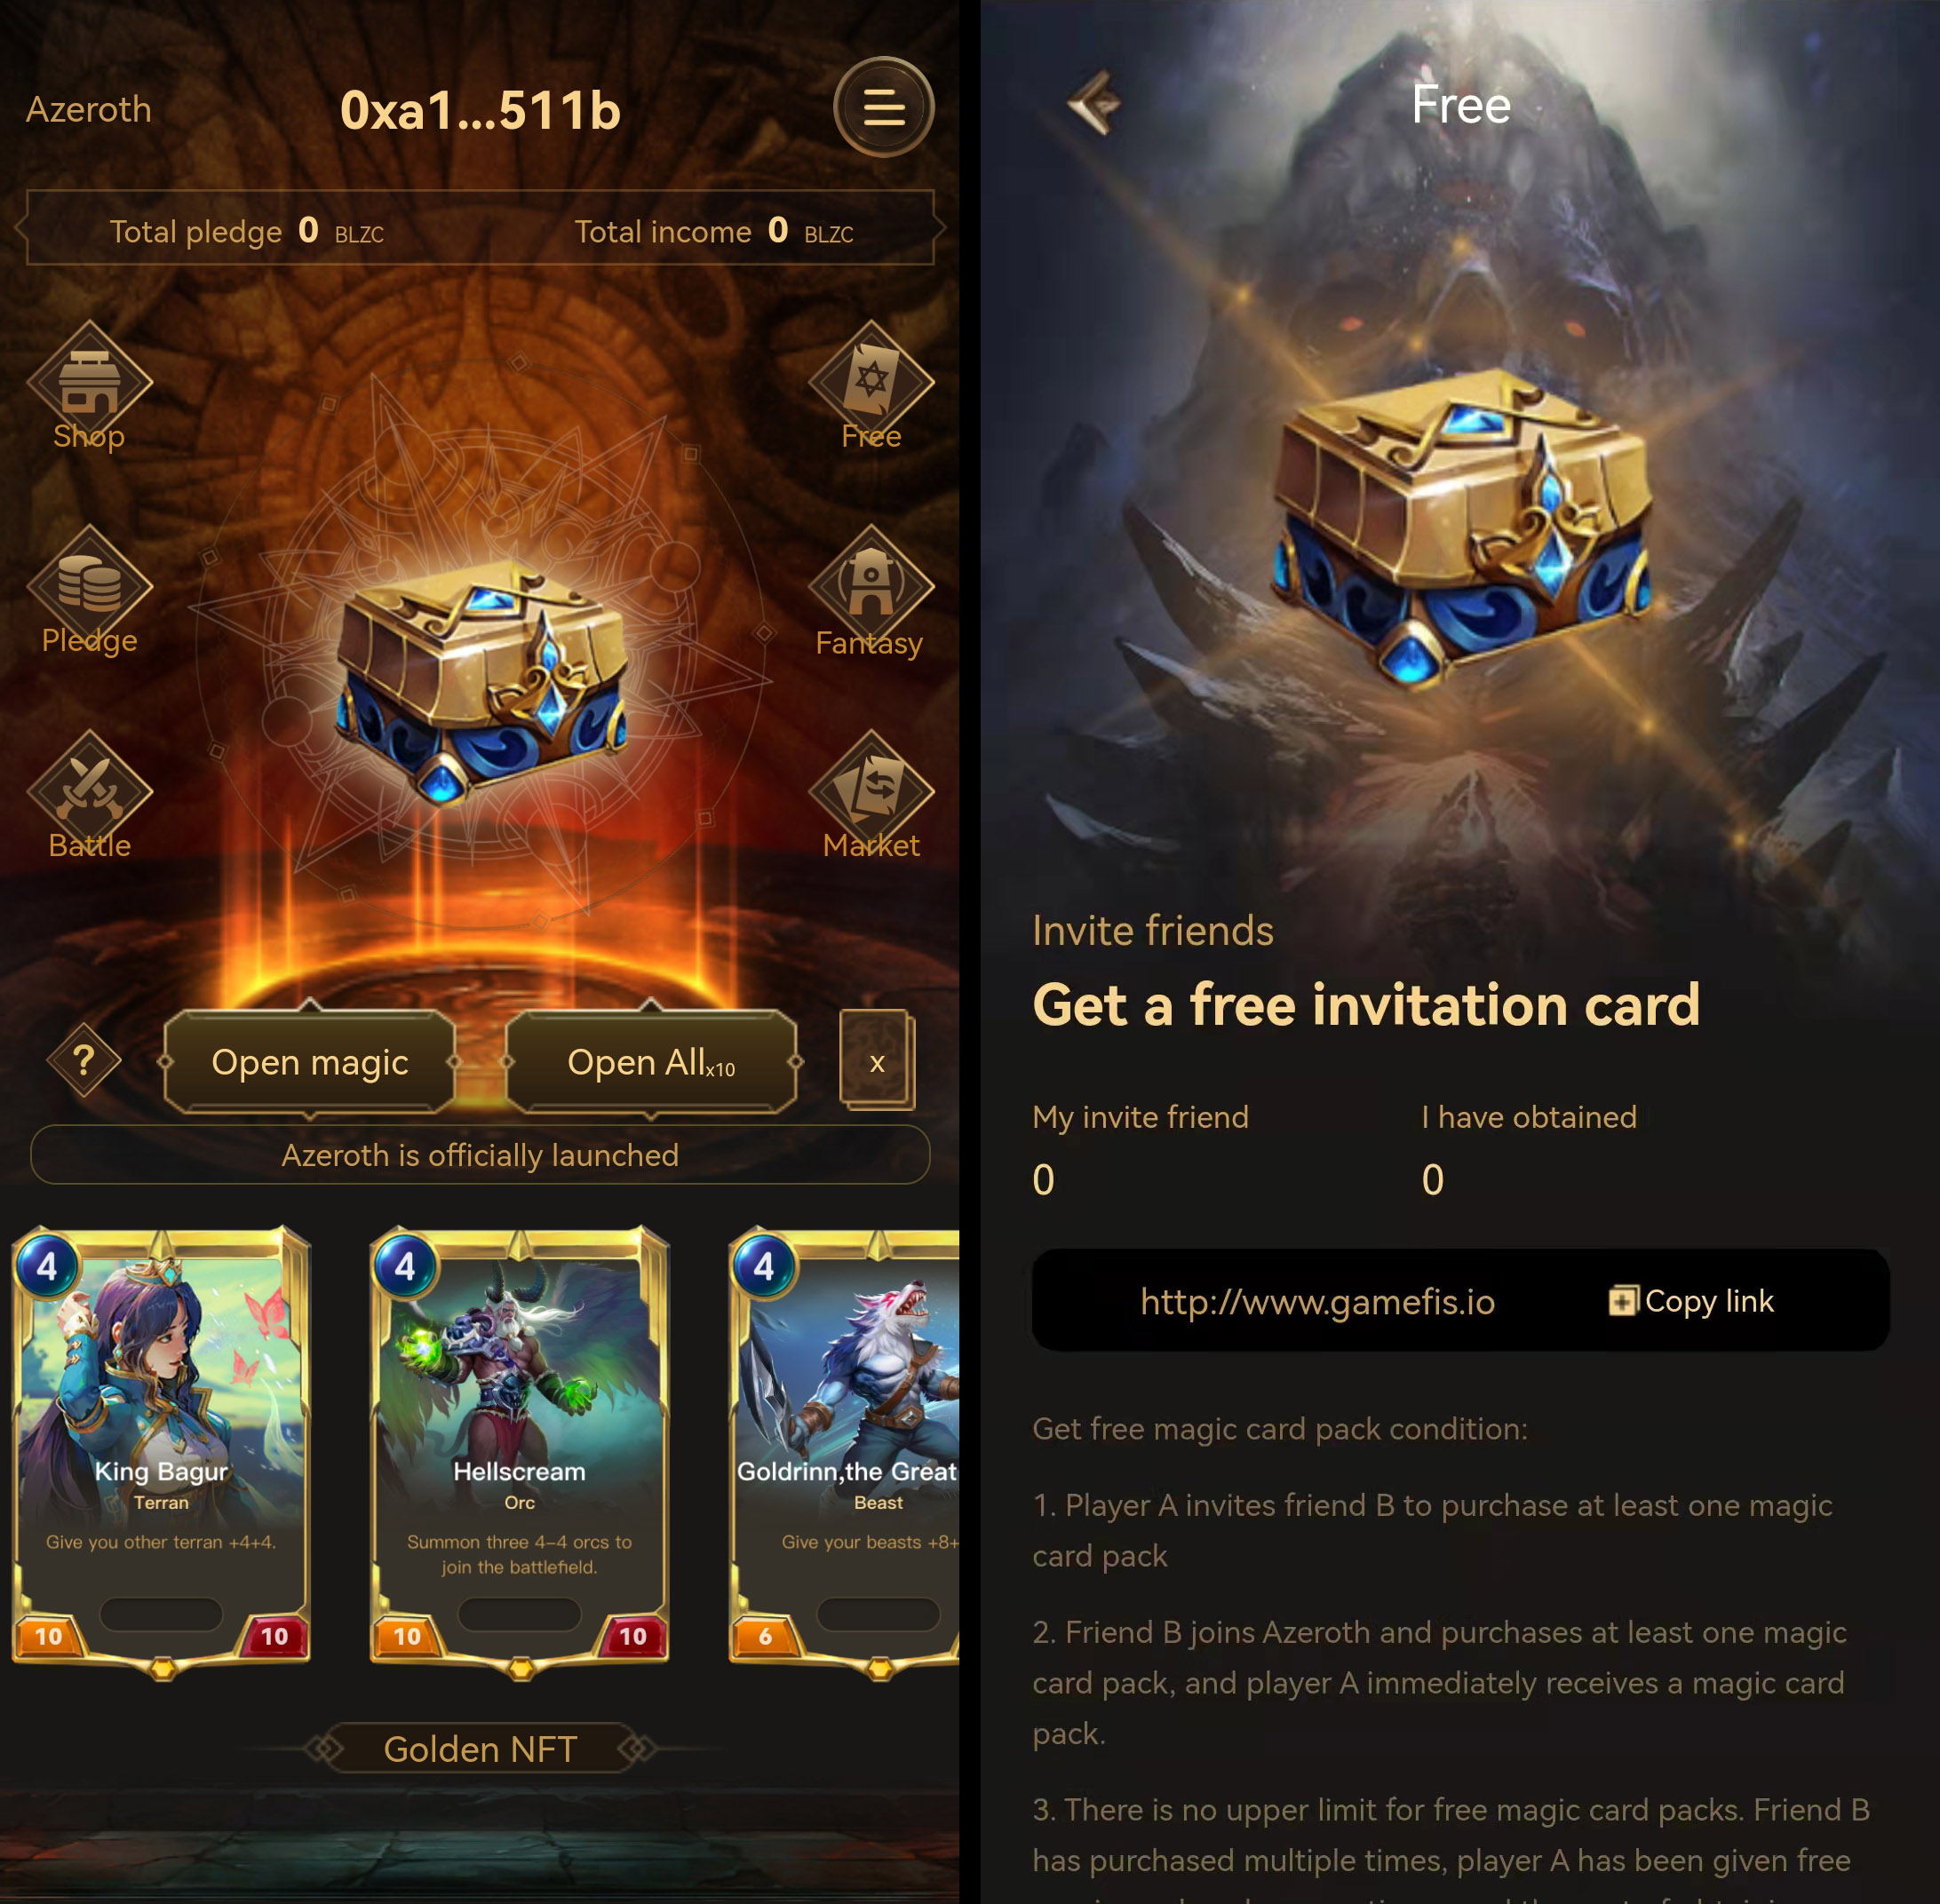 Azeroth
0xa1...511b
Total pledge 0 BLZC
Total income 0 BLZC
Shop
Free
Pledge
Fantasy
Battle
Market
?
Open magic
Open Allx10
x
Azeroth is officially launched
4
King Bagur
Terran
Give you other terran +4+4.
10
10
4
Hellscream
Orc
Summon three 4-4 orcs to
join the battlefield.
10
10
4
Goldrinn,the Great
Beast
Give your beasts +8+
6
Golden NFT
Free
Invite friends
Get a free invitation card
My invite friend
I have obtained
0
0
http://www.gamefis.io
Copy link
Get free magic card pack condition:
1. Player A invites friend B to purchase at least one magic
card pack
2. Friend B joins Azeroth and purchases at least one magic
card pack, and player A immediately receives a magic card
pack.
3. There is no upper limit for free magic card packs. Friend B
has purchased multiple times, player A has been given free